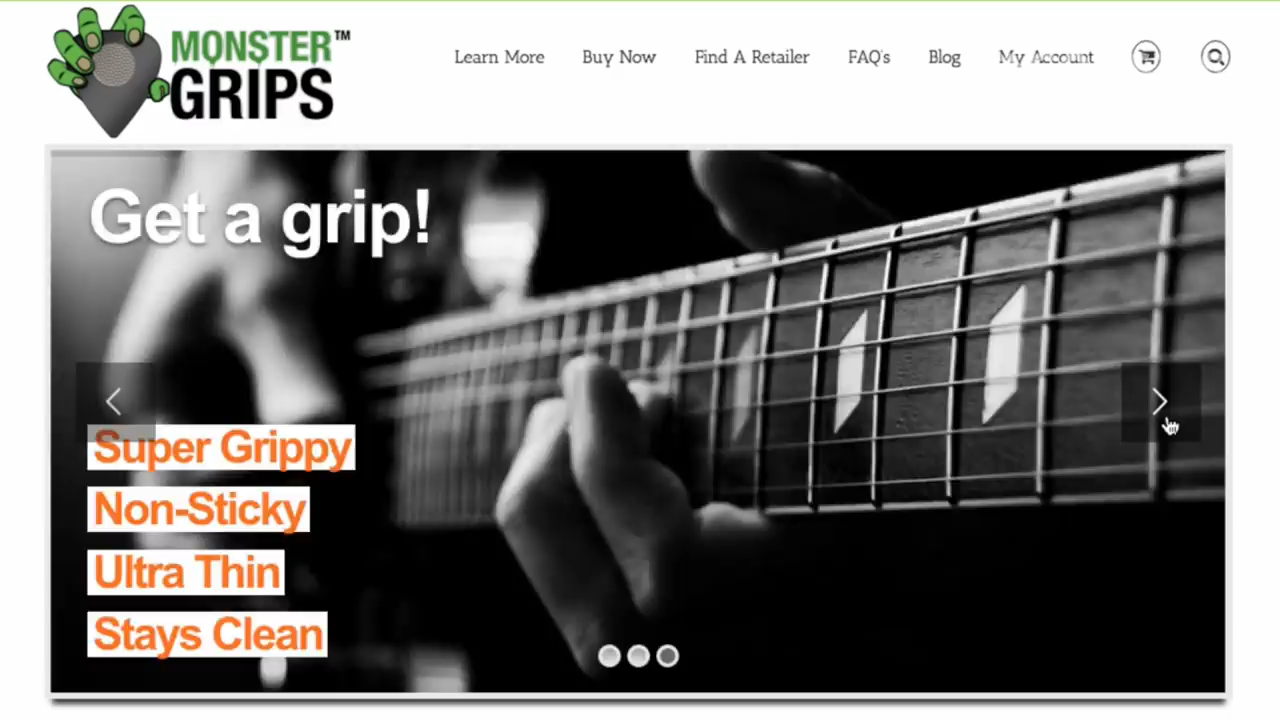 MONSTER™
GRIPS
Learn More Buy Now Find A Retailer FAQ's Blog My Account
Get a grip!
Super Grippy
Non-Sticky
Ultra Thin
Stays Clean